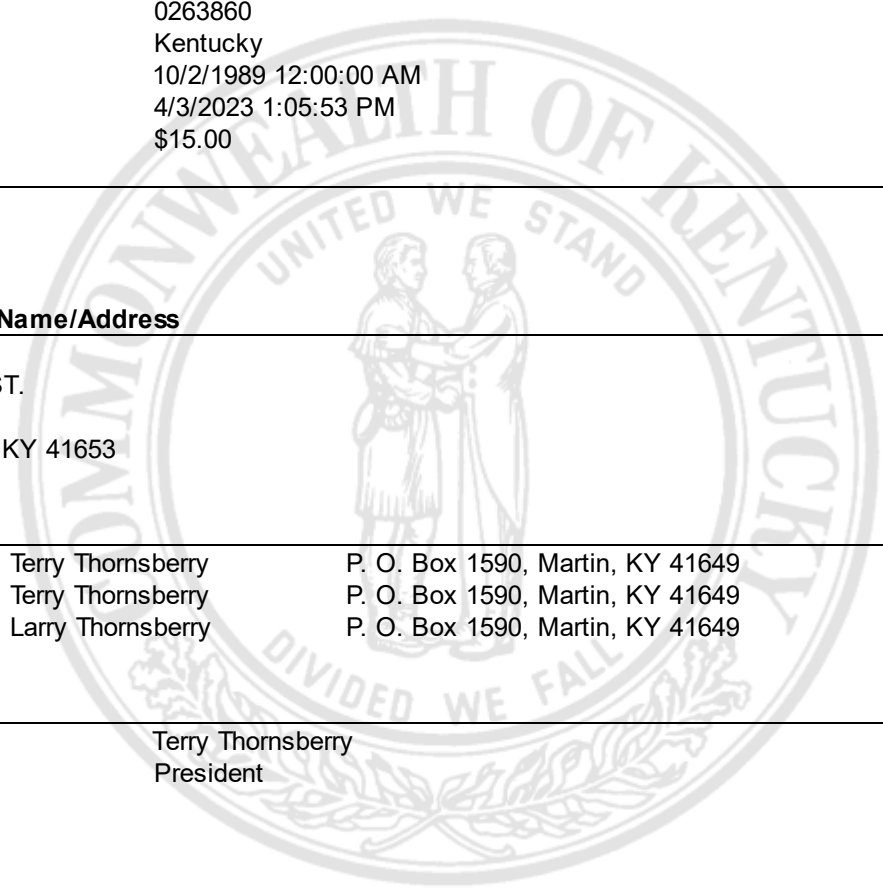 0263860
Kentucky
10/2/1989 12:00:00 AM
4/3/2023 1:05:53 PM
$15.00
COMMONWEALTH OF KENTUCKY
UNITED WE STAND
Name/Address
ST.
KY 41653
Terry Thornsberry P. O. Box 1590, Martin, KY 41649
Terry Thornsberry P. O. Box 1590, Martin, KY 41649
Larry Thornsberry P. O. Box 1590, Martin, KY 41649
DIVIDED WE FALL
Terry Thornsberry
President